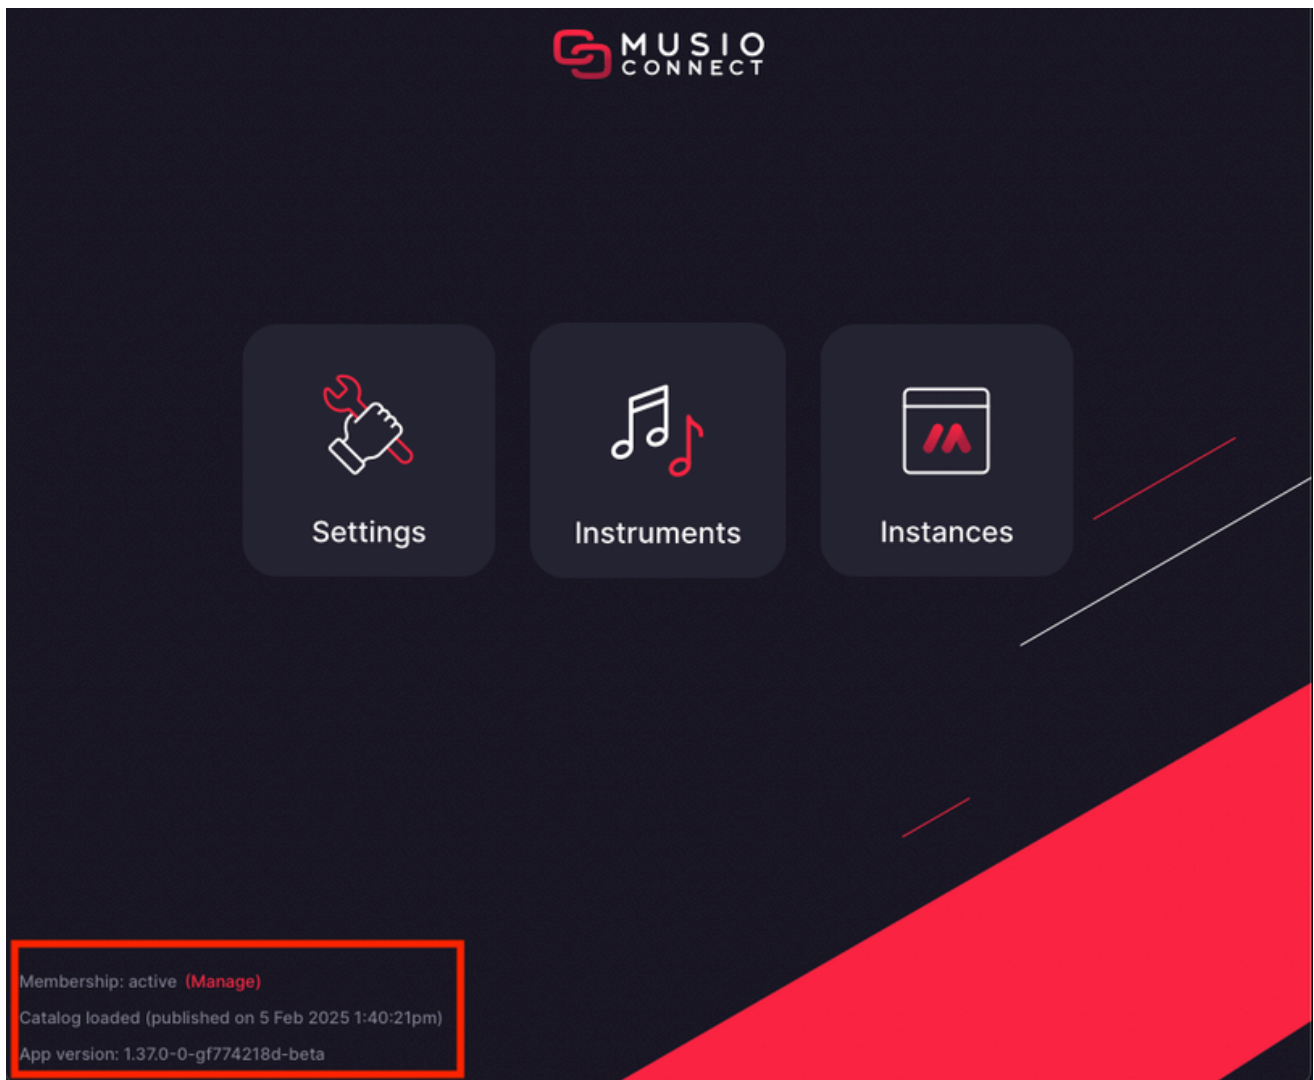 MUSIO
CONNECT
Settings
Instruments
Instances
Membership: active (Manage)
Catalog loaded (published on 5 Feb 2025 1:40:21pm)
App version: 1.37.0-0-gf774218d-beta